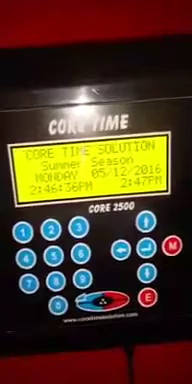 CORE TIME
CORE TIME SOLUTION
Summer Season
MONDAY 05/12/2016
2:46:36PM 2:47PM
CORE 2500
1 2 3
4 5 6 M
7 8 9
0 E
www.coretimesolution.com